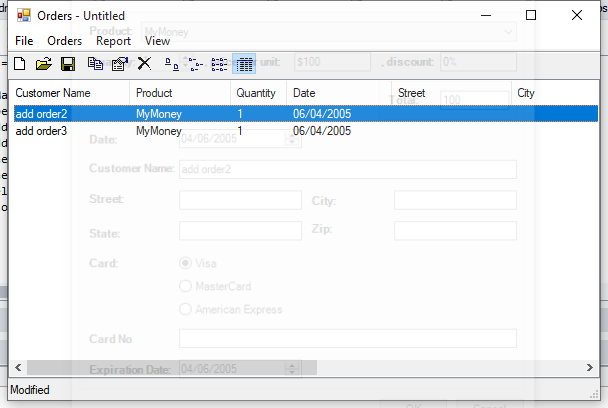 Orders - Untitled
Product: MyMoney
File Orders Report View
unit: $100 discount: 0%
Total: 100
Customer Name Product Quantity Date Street City
add order2 MyMoney 1 06/04/2005
add order3 MyMoney 1 06/04/2005
Date: 04/06/2005
Customer Name: add order2
Street: City:
State: Zip:
Card: Visa
MasterCard
American Express
Card No
Expiration Date: 04/06/2005
Modified